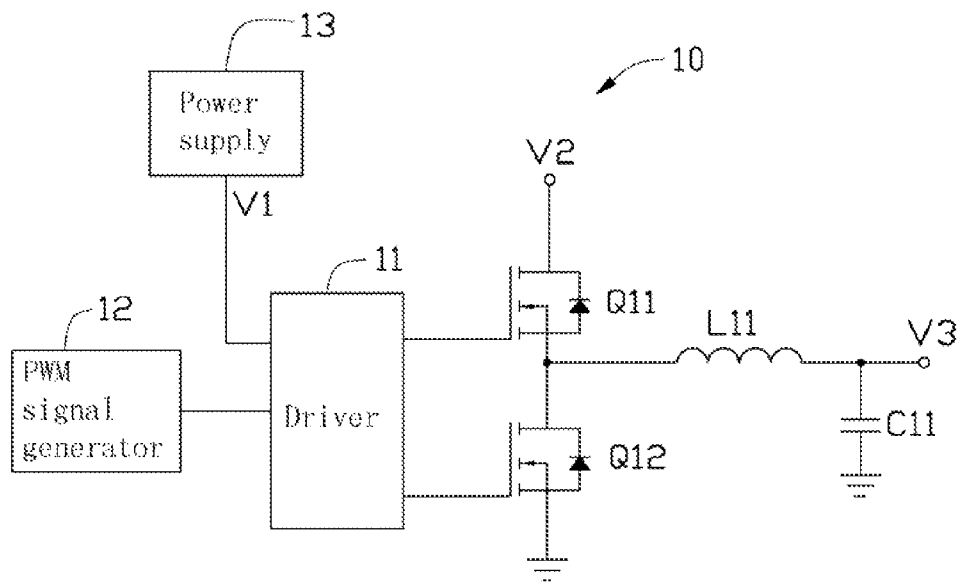 13
10
Power
supply
V2
V1
11
12
Q11
L11
V3
PWM
signal
generator
Driver
C11
Q12